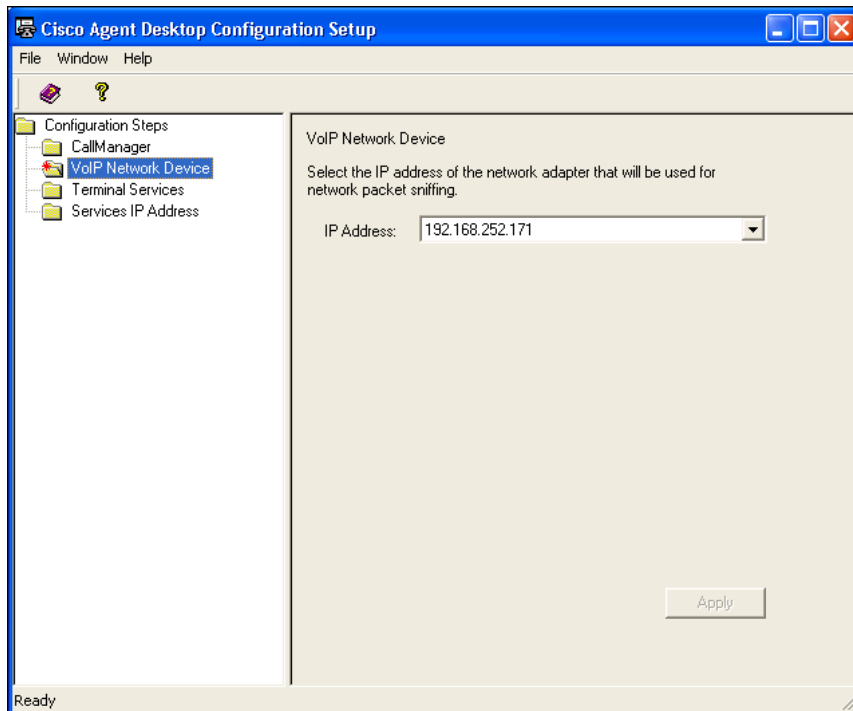 Cisco Agent Desktop Configuration Setup
File Window Help
Configuration Steps
CallManager
VoIP Network Device
Terminal Services
Services IP Address
VoIP Network Device
Select the IP address of the network adapter that will be used for
network packet sniffing.
IP Address: 192.168.252.171
Apply
Ready